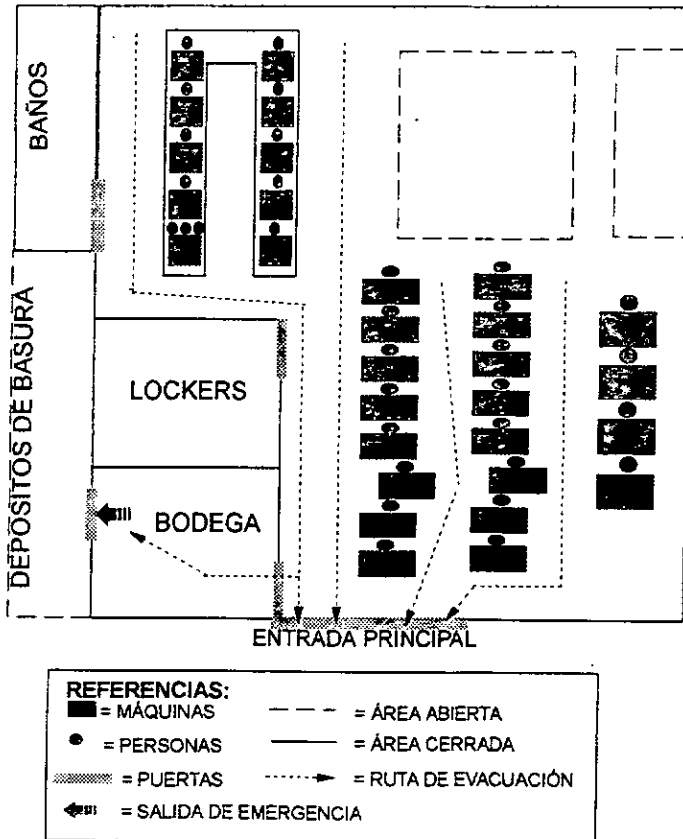 BAÑOS
DEPÓSITOS DE BASURA
LOCKERS
BODEGA
ENTRADA PRINCIPAL
REFERENCIAS:
= MÁQUINAS
= ÁREA ABIERTA
= PERSONAS
= ÁREA CERRADA
= PUERTAS
= RUTA DE EVACUACIÓN
= SALIDA DE EMERGENCIA